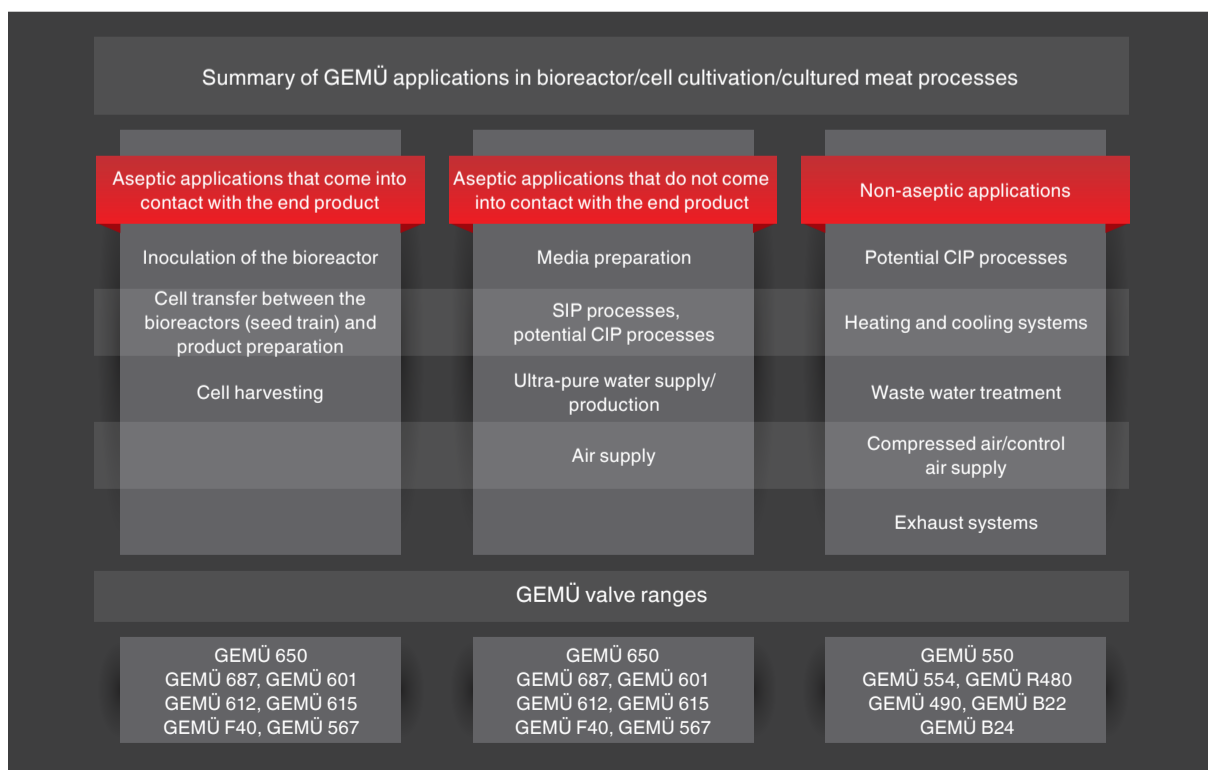 Summary of GEMÜ applications in bioreactor/cell cultivation/cultured meat processes
Aseptic applications that come into
contact with the end product
Inoculation of the bioreactor
Cell transfer between the
bioreactors (seed train) and
product preparation
Cell harvesting
Aseptic applications that do not come
into contact with the end product
Media preparation
SIP processes,
potential CIP processes
Ultra-pure water supply/
production
Air supply
Non-aseptic applications
Potential CIP processes
Heating and cooling systems
Waste water treatment
Compressed air/control
air supply
Exhaust systems
GEMÜ valve ranges
GEMÜ 650
GEMÜ 687, GEMÜ 601
GEMÜ 612, GEMÜ 615
GEMÜ F40, GEMÜ 567
GEMÜ 650
GEMÜ 687, GEMÜ 601
GEMÜ 612, GEMÜ 615
GEMÜ F40, GEMÜ 567
GEMÜ 550
GEMÜ 554, GEMÜ R480
GEMÜ 490, GEMÜ B22
GEMÜ B24